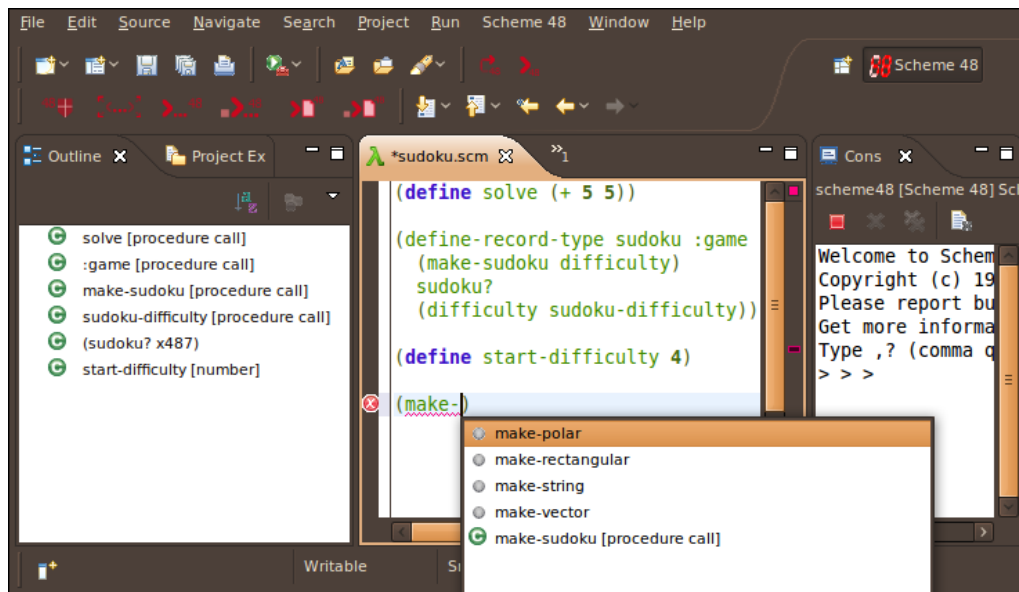 File Edit Source Navigate Search Project Run Scheme 48 Window Help
Scheme 48
Outline
Project Ex
*sudoku.scm
»1
Cons
solve [procedure call]
:game [procedure call]
make-sudoku [procedure call]
sudoku-difficulty [procedure call]
(sudoku? x487)
start-difficulty [number]
(define solve (+ 5 5))
(define-record-type sudoku :game
(make-sudoku difficulty)
sudoku?
(difficulty sudoku-difficulty))
(define start-difficulty 4)
(make-)
make-polar
make-rectangular
make-string
make-vector
make-sudoku [procedure call]
scheme48 [Scheme 48] Scl
Welcome to Schem
Copyright (c) 19
Please report bu
Get more informa
Type ,? (comma q
> > >
Writable